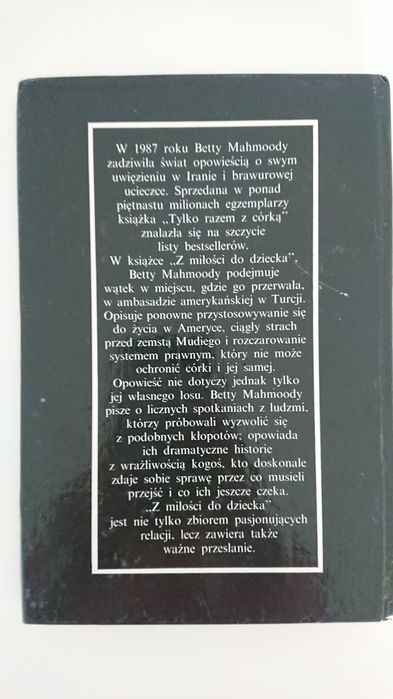 W 1987 roku Betty Mahmoody
zadziwiła świat opowieścią o swym
uwięzieniu w Iranie i brawurowej
ucieczce. Sprzedana w ponad
piętnastu milionach egzemplarzy
książka „Tylko razem z córką"
znalazła się na szczycie
listy bestsellerów.
W książce „Z miłości do dziecka",
Betty Mahmoody podejmuje
wątek w miejscu, gdzie go przerwała,
w ambasadzie amerykańskiej w Turcji.
Opisuje ponowne przystosowywanie się
do życia w Ameryce, ciągły strach
przed zemstą Mudiego i rozczarowanie
systemem prawnym, który nie może
ochronić córki i jej samej.
Opowieść nie dotyczy jednak tylko
jej własnego losu. Betty Mahmoody
pisze o licznych spotkaniach z ludzmi,
którzy próbowali wyzwolić się
z podobnych kłopotów; opowiada
ich dramatyczne historie
z wrażliwością kogoś, kto doskonale
zdaje sobie sprawę przez co musieli
przejść i co ich jeszcze czeka.
„Z miłości do dziecka"
jest nie tylko zbiorem pasjonujących
relacji, lecz zawiera także
ważne przesłanie.